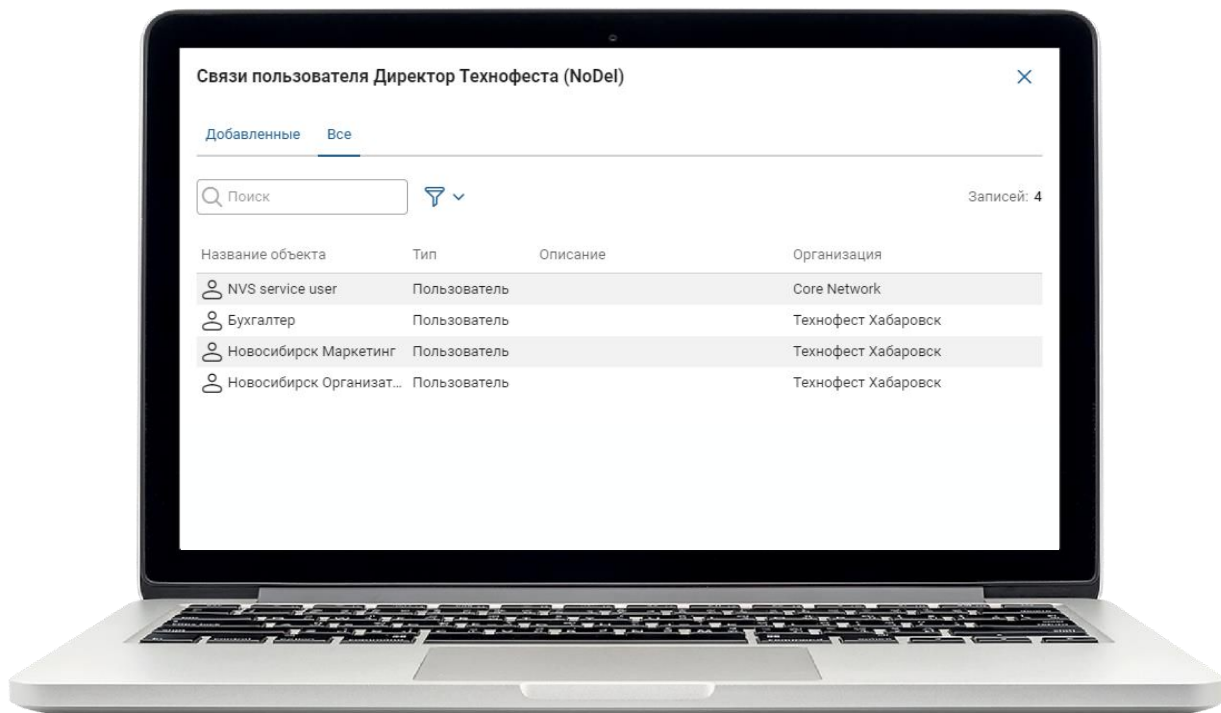 Связи пользователя Директор Технофеста (NoDel)
Добавленные Все
Поиск Записей: 4
Название объекта Тип Описание Организация
NVS service user Пользователь Core Network
Бухгалтер Пользователь Технофест Хабаровск
Новосибирск Маркетинг Пользователь Технофест Хабаровск
Новосибирск Организат... Пользователь Технофест Хабаровск